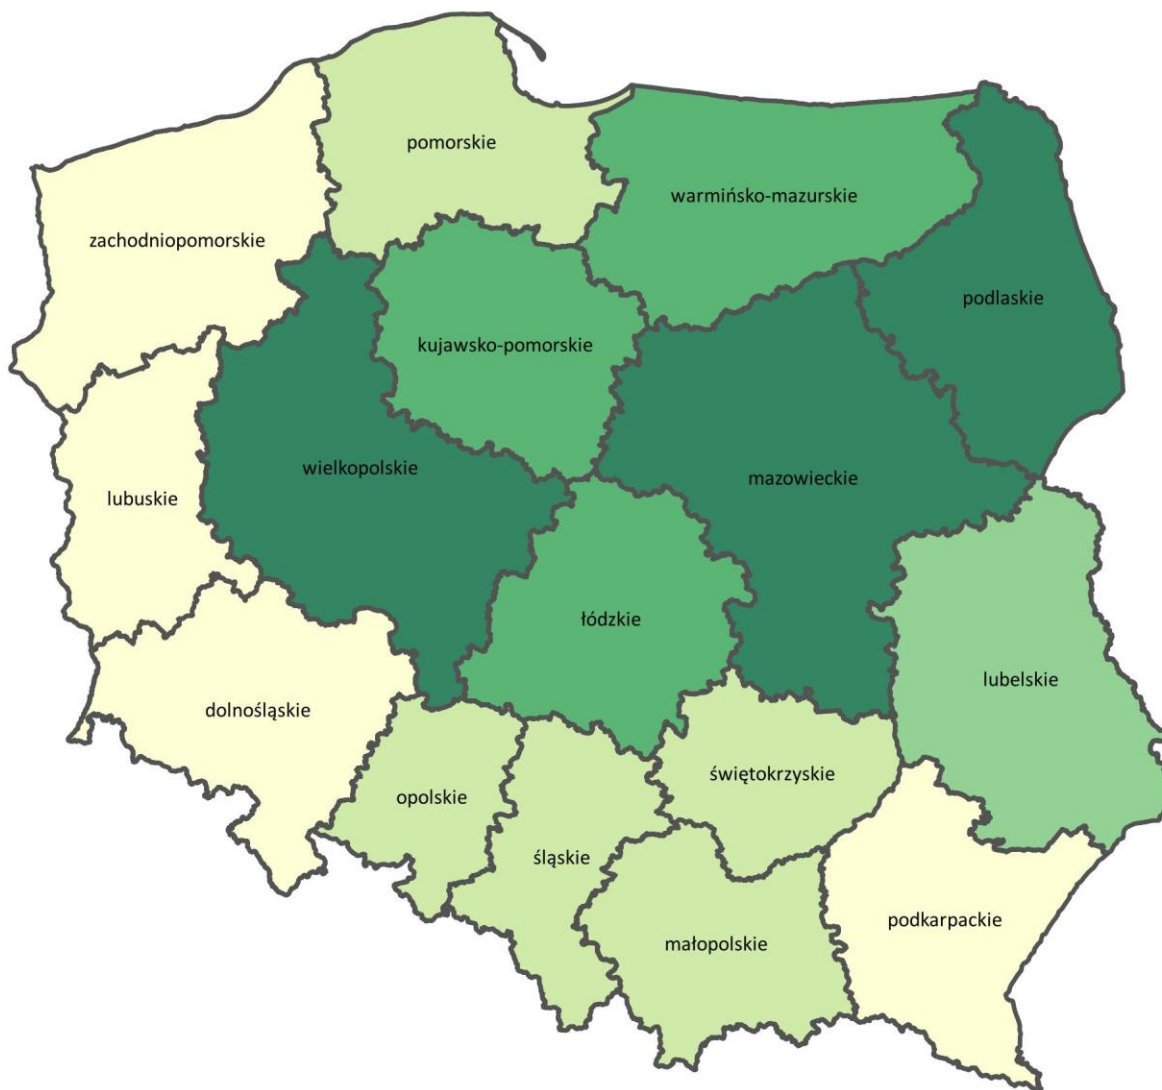 pomorskie
warmińsko-mazurskie
zachodniopomorskie
podlaskie
kujawsko-pomorskie
wielkopolskie
mazowieckie
lubuskie
łódzkie
lubelskie
dolnośląskie
świętokrzyskie
opolskie
śląskie
podkarpackie
małopolskie